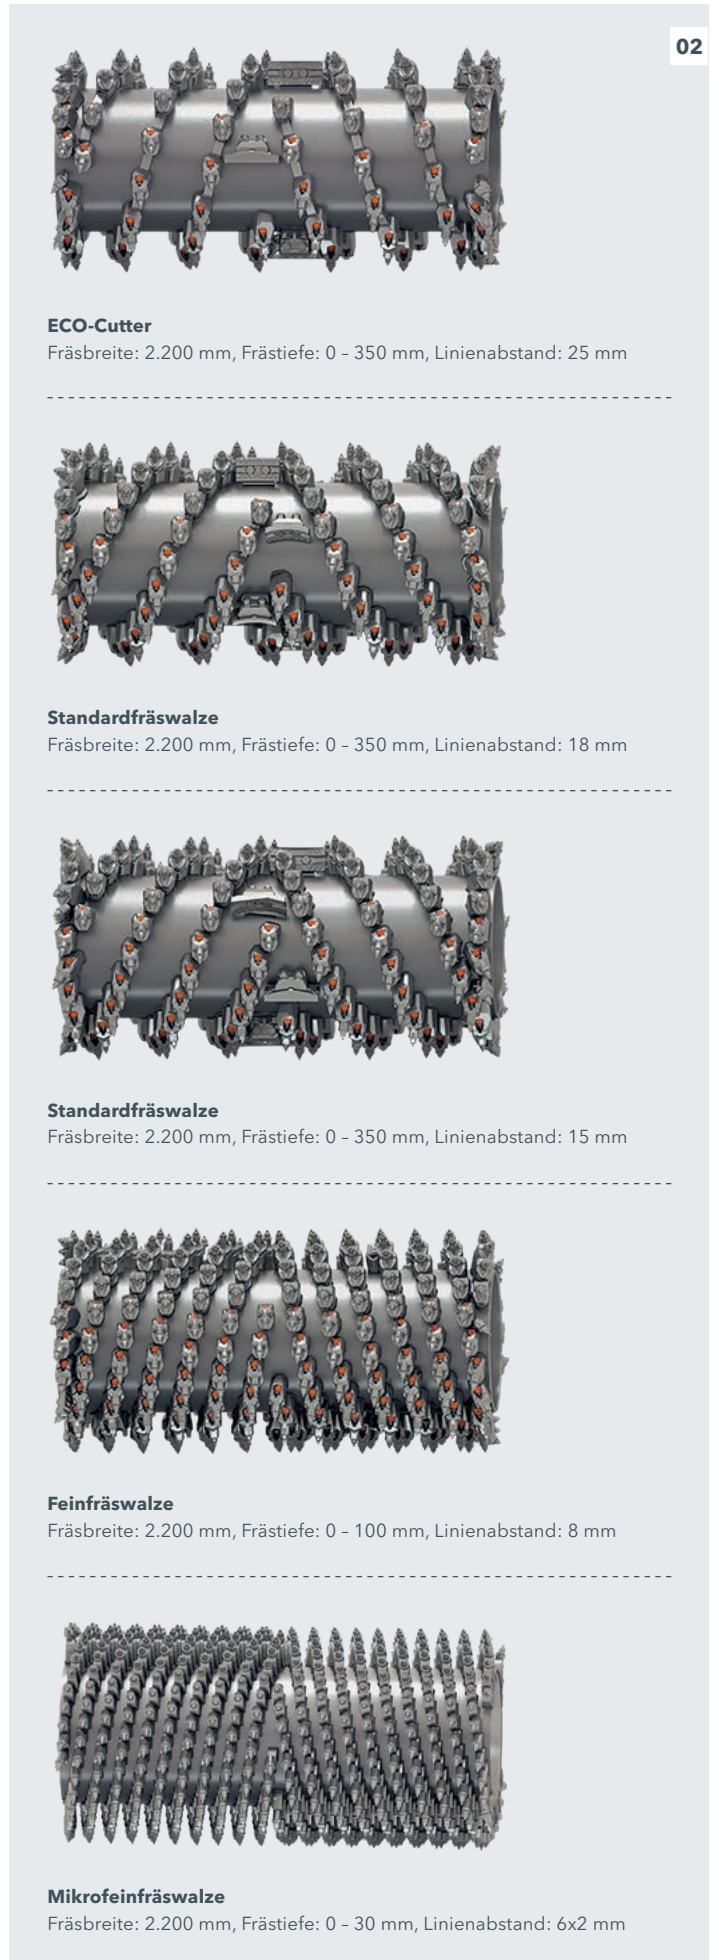 02
ECO-Cutter
Fräsbreite: 2.200 mm, Frästiefe: 0 – 350 mm, Linienabstand: 25 mm
Standardfräswalze
Fräsbreite: 2.200 mm, Frästiefe: 0 – 350 mm, Linienabstand: 18 mm
Standardfräswalze
Fräsbreite: 2.200 mm, Frästiefe: 0 – 350 mm, Linienabstand: 15 mm
Feinfräswalze
Fräsbreite: 2.200 mm, Frästiefe: 0 – 100 mm, Linienabstand: 8 mm
Mikrofeinfräswalze
Fräsbreite: 2.200 mm, Frästiefe: 0 – 30 mm, Linienabstand: 6x2 mm